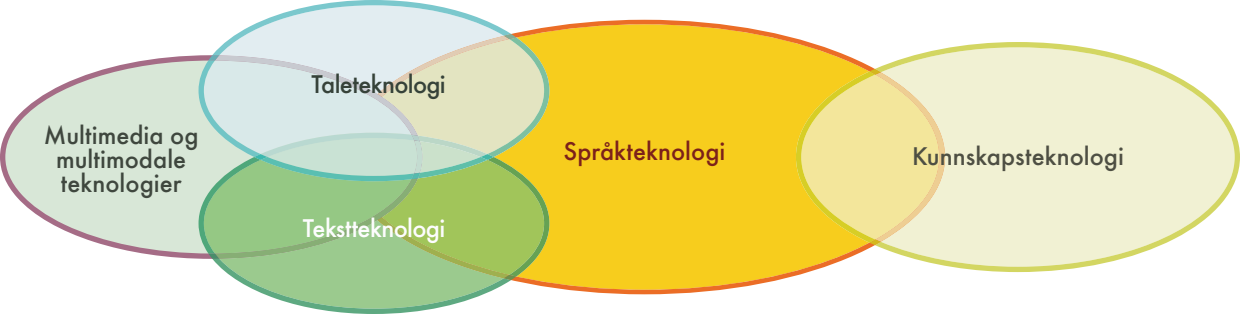 Taleteknologi
Multimedia og
multimodale
teknologier
Språkteknologi
Kunnskapsteknologi
Tekstteknologi